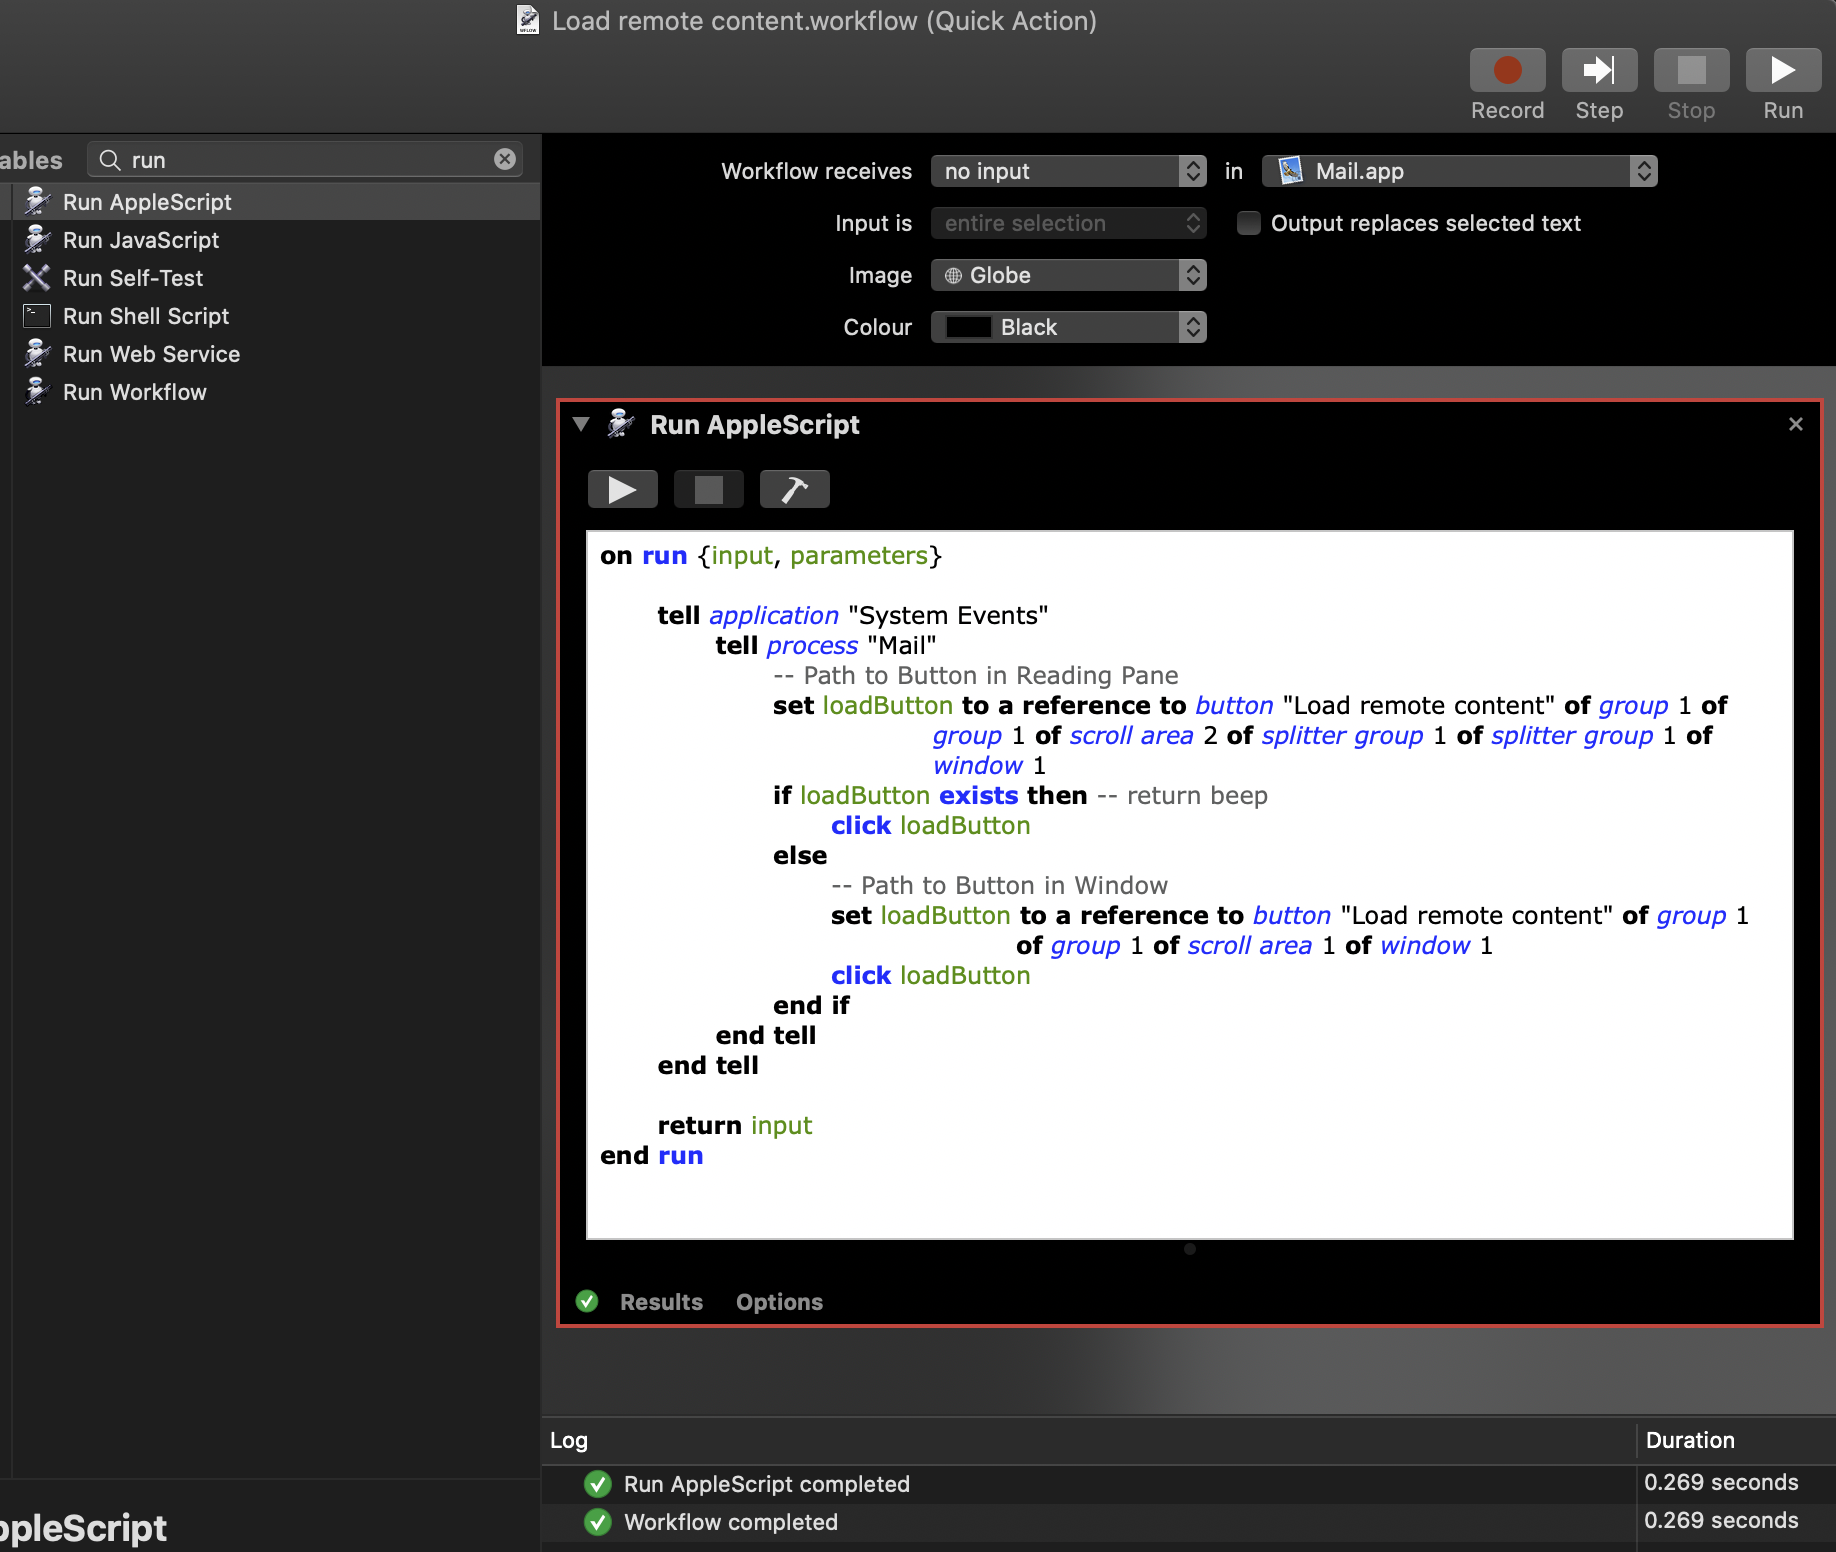 Load remote content.workflow (Quick Action)
Record Step Stop Run
ables
run
Run AppleScript
Run JavaScript
Run Self-Test
Run Shell Script
Run Web Service
Run Workflow
Workflow receives no input in Mail.app
Input is entire selection Output replaces selected text
Image Globe
Colour Black
Run AppleScript
on run {input, parameters}
tell application "System Events"
tell process "Mail"
-- Path to Button in Reading Pane
set loadButton to a reference to button "Load remote content" of group 1 of
group 1 of scroll area 2 of splitter group 1 of splitter group 1 of
window 1
if loadButton exists then -- return beep
click loadButton
else
-- Path to Button in Window
set loadButton to a reference to button "Load remote content" of group 1
of group 1 of scroll area 1 of window 1
click loadButton
end if
end tell
end tell
return input
end run
Results Options
Log Duration
Run AppleScript completed 0.269 seconds
Workflow completed 0.269 seconds
ppleScript